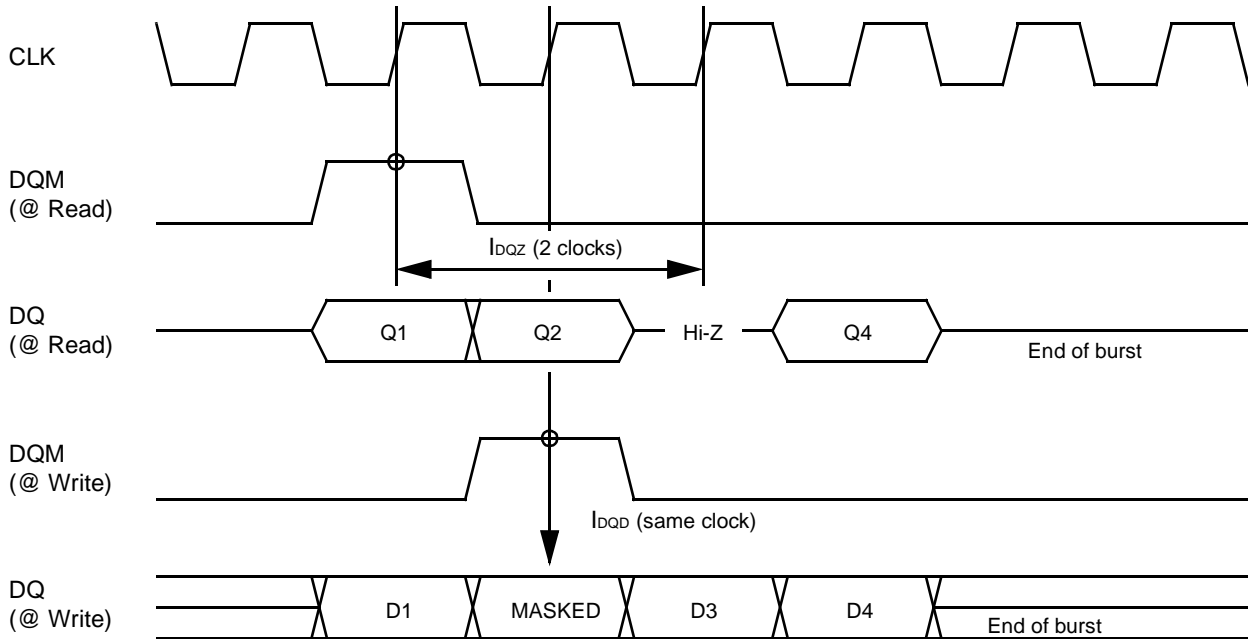 CLK
DQM
(@ Read)
IDQZ (2 clocks)
DQ
(@ Read)
Q1
Q2
Hi-Z
Q4
End of burst
DQM
(@ Write)
IDQD (same clock)
DQ
(@ Write)
D1
MASKED
D3
D4
End of burst